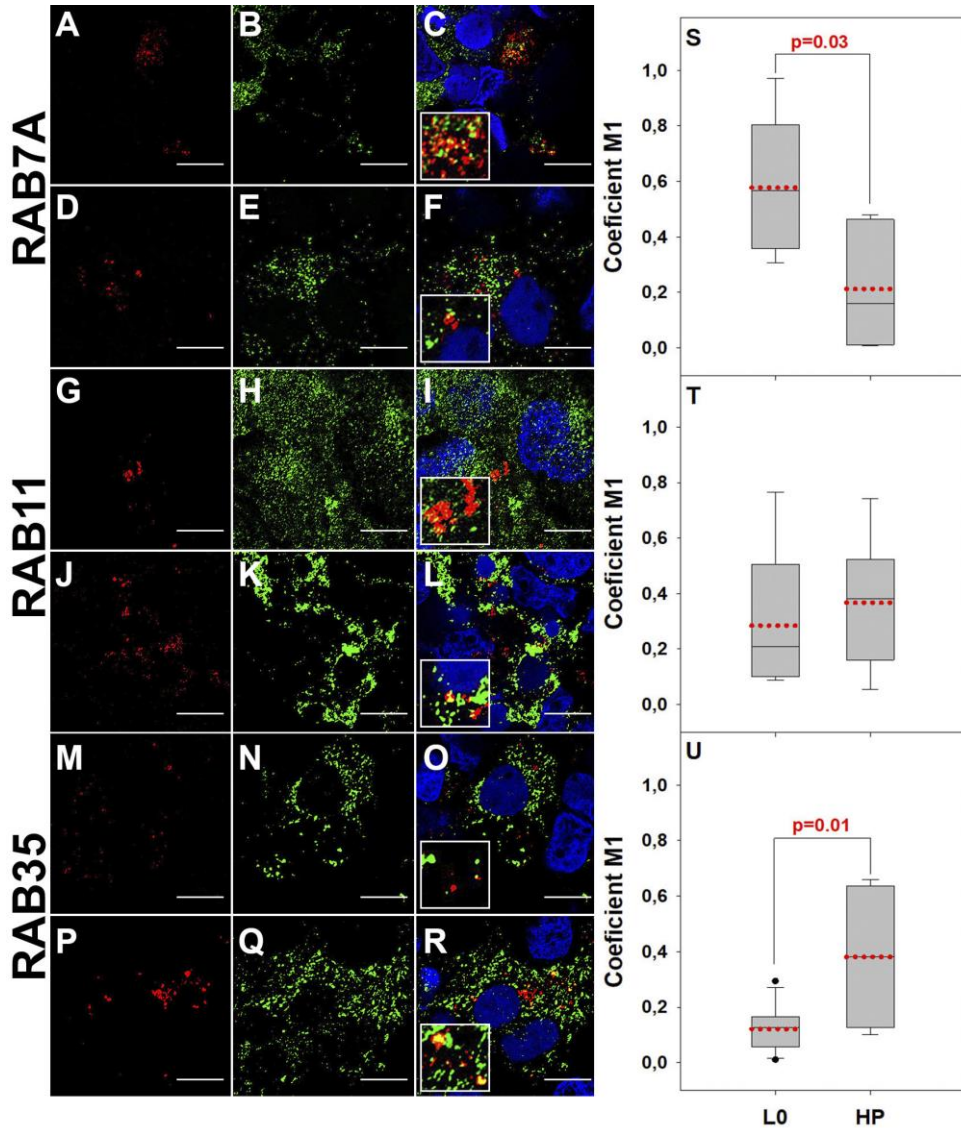 RAB7A
A
B
C
D
E
F
RAB11
G
H
I
J
K
L
RAB35
M
N
O
P
Q
R
S
p=0.03
1,0
0,8
0,6
0,4
0,2
0,0
Coeficient M1
T
1,0
0,8
0,6
0,4
0,2
0,0
Coeficient M1
U
p=0.01
1,0
0,8
0,6
0,4
0,2
0,0
Coeficient M1
L0 HP